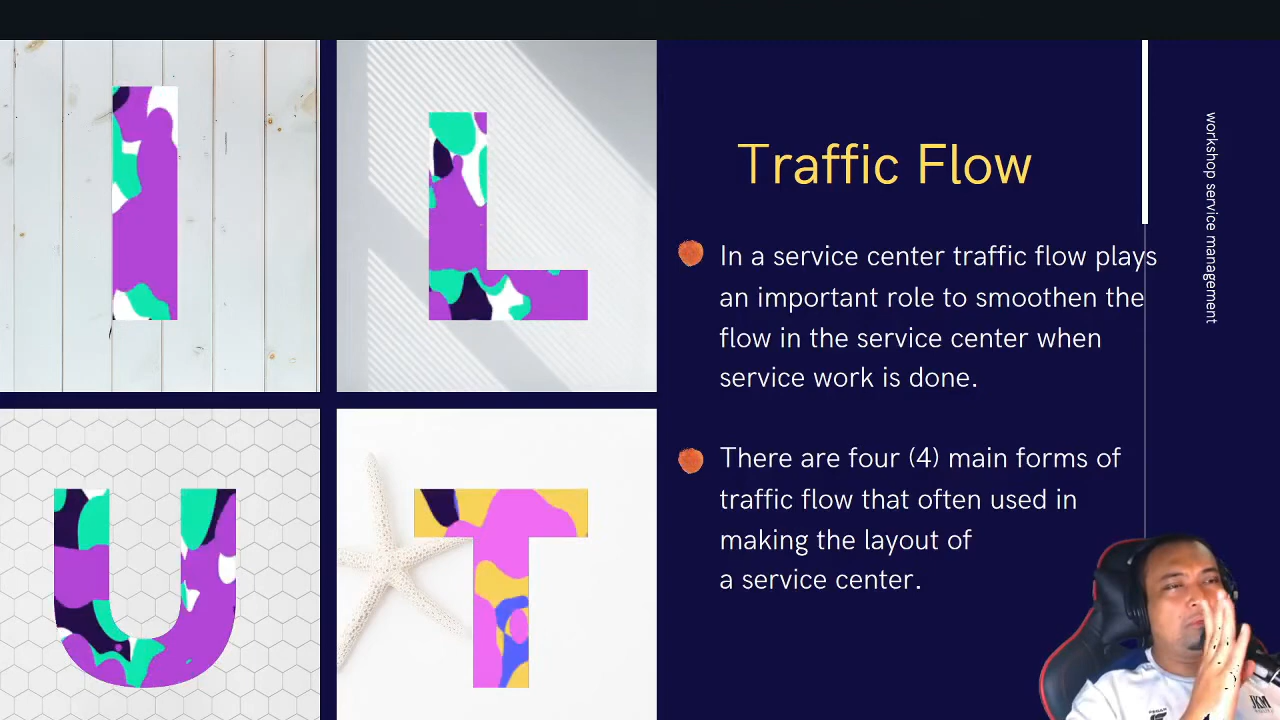 I
L
U
T
Traffic Flow
In a service center traffic flow plays
an important role to smoothen the
flow in the service center when
service work is done.
There are four (4) main forms of
traffic flow that often used in
making the layout of
a service center.
workshop service management